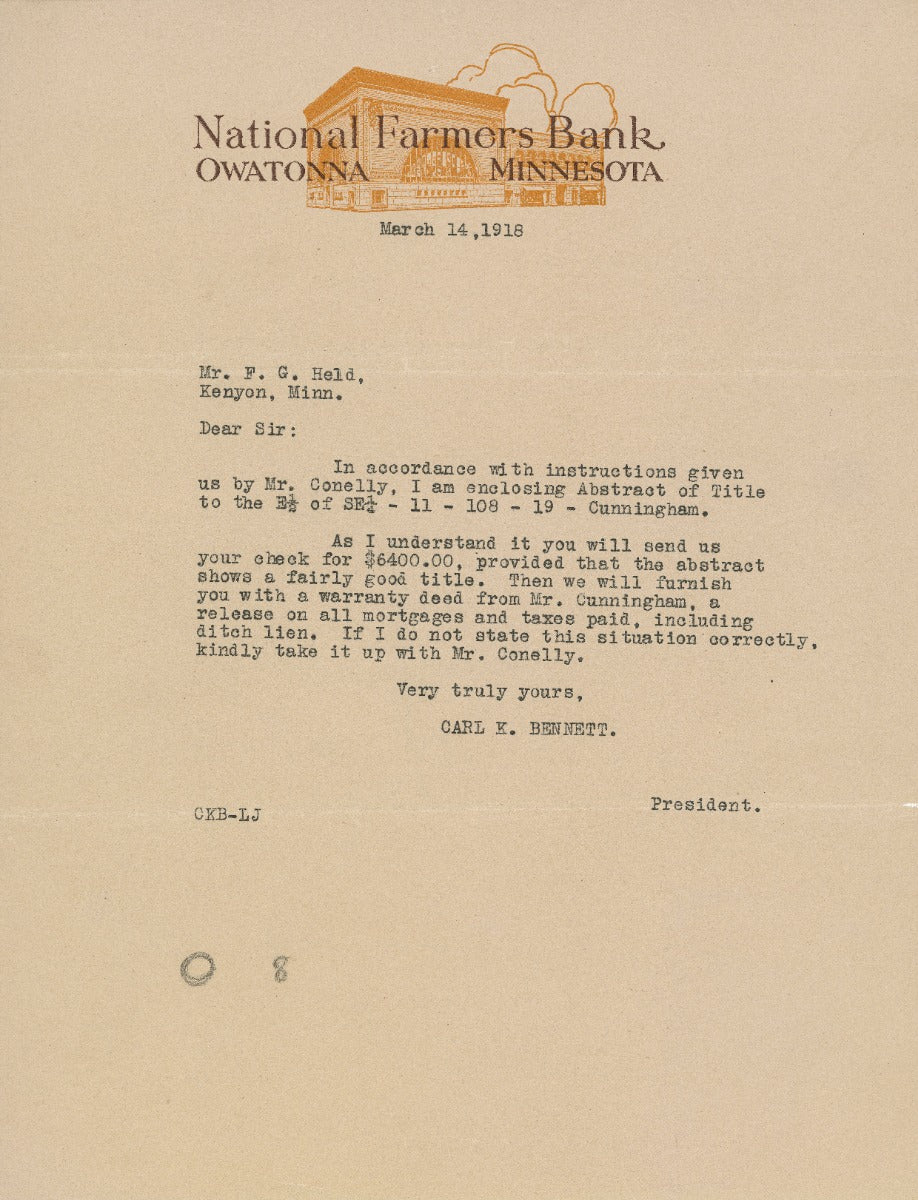 National Farmers Bank
OWATONNA MINNESOTA
March 14,1918
Mr. F. G. Held,
Kenyon, Minn.
Dear Sir:
In accordance with instructions given
us by Mr. Conelly, I am enclosing Abstract of Title
to the E½ of SE¼ - 11 - 108 - 19 - Cunningham.
As I understand it you will send us
your check for $6400.00, provided that the abstract
shows a fairly good title. Then we will furnish
you with a warranty deed from Mr. Cunningham, a
release on all mortgages and taxes paid, including
ditch lien. If I do not state this situation correctly,
kindly take it up with Mr. Conelly.
Very truly yours,
CARL K. BENNETT.
President.
CKB-LJ
O 8